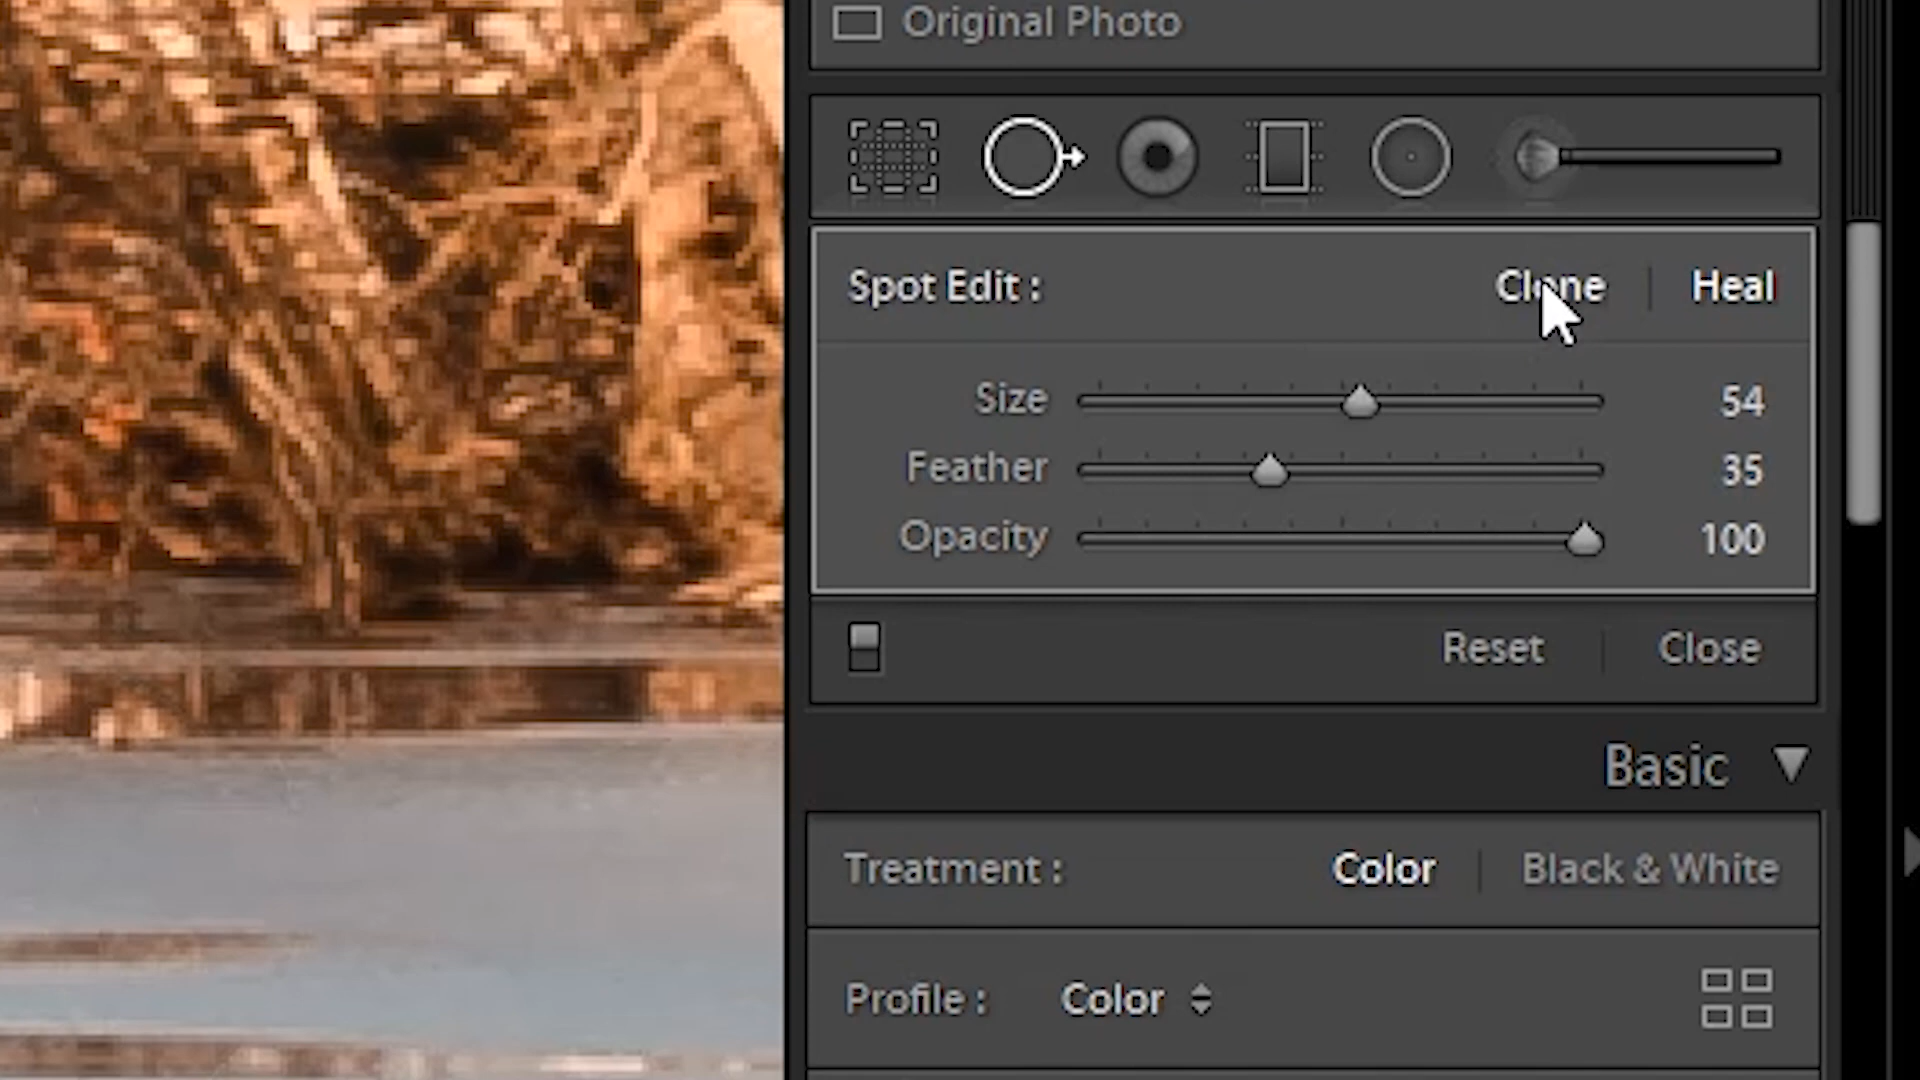 Original Photo
Spot Edit : Clone | Heal
Size 54
Feather 35
Opacity 100
Reset | Close
Basic
Treatment : Color | Black & White
Profile : Color